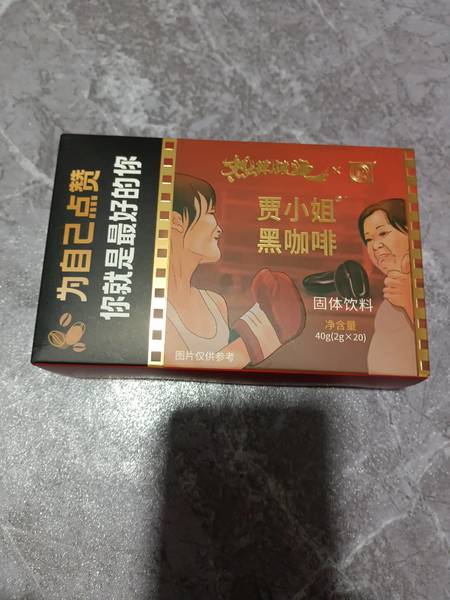 为自己点赞
你就是最好的你
×
贾小姐
黑咖啡
固体饮料
净含量
40g(2g×20)
图片仅供参考